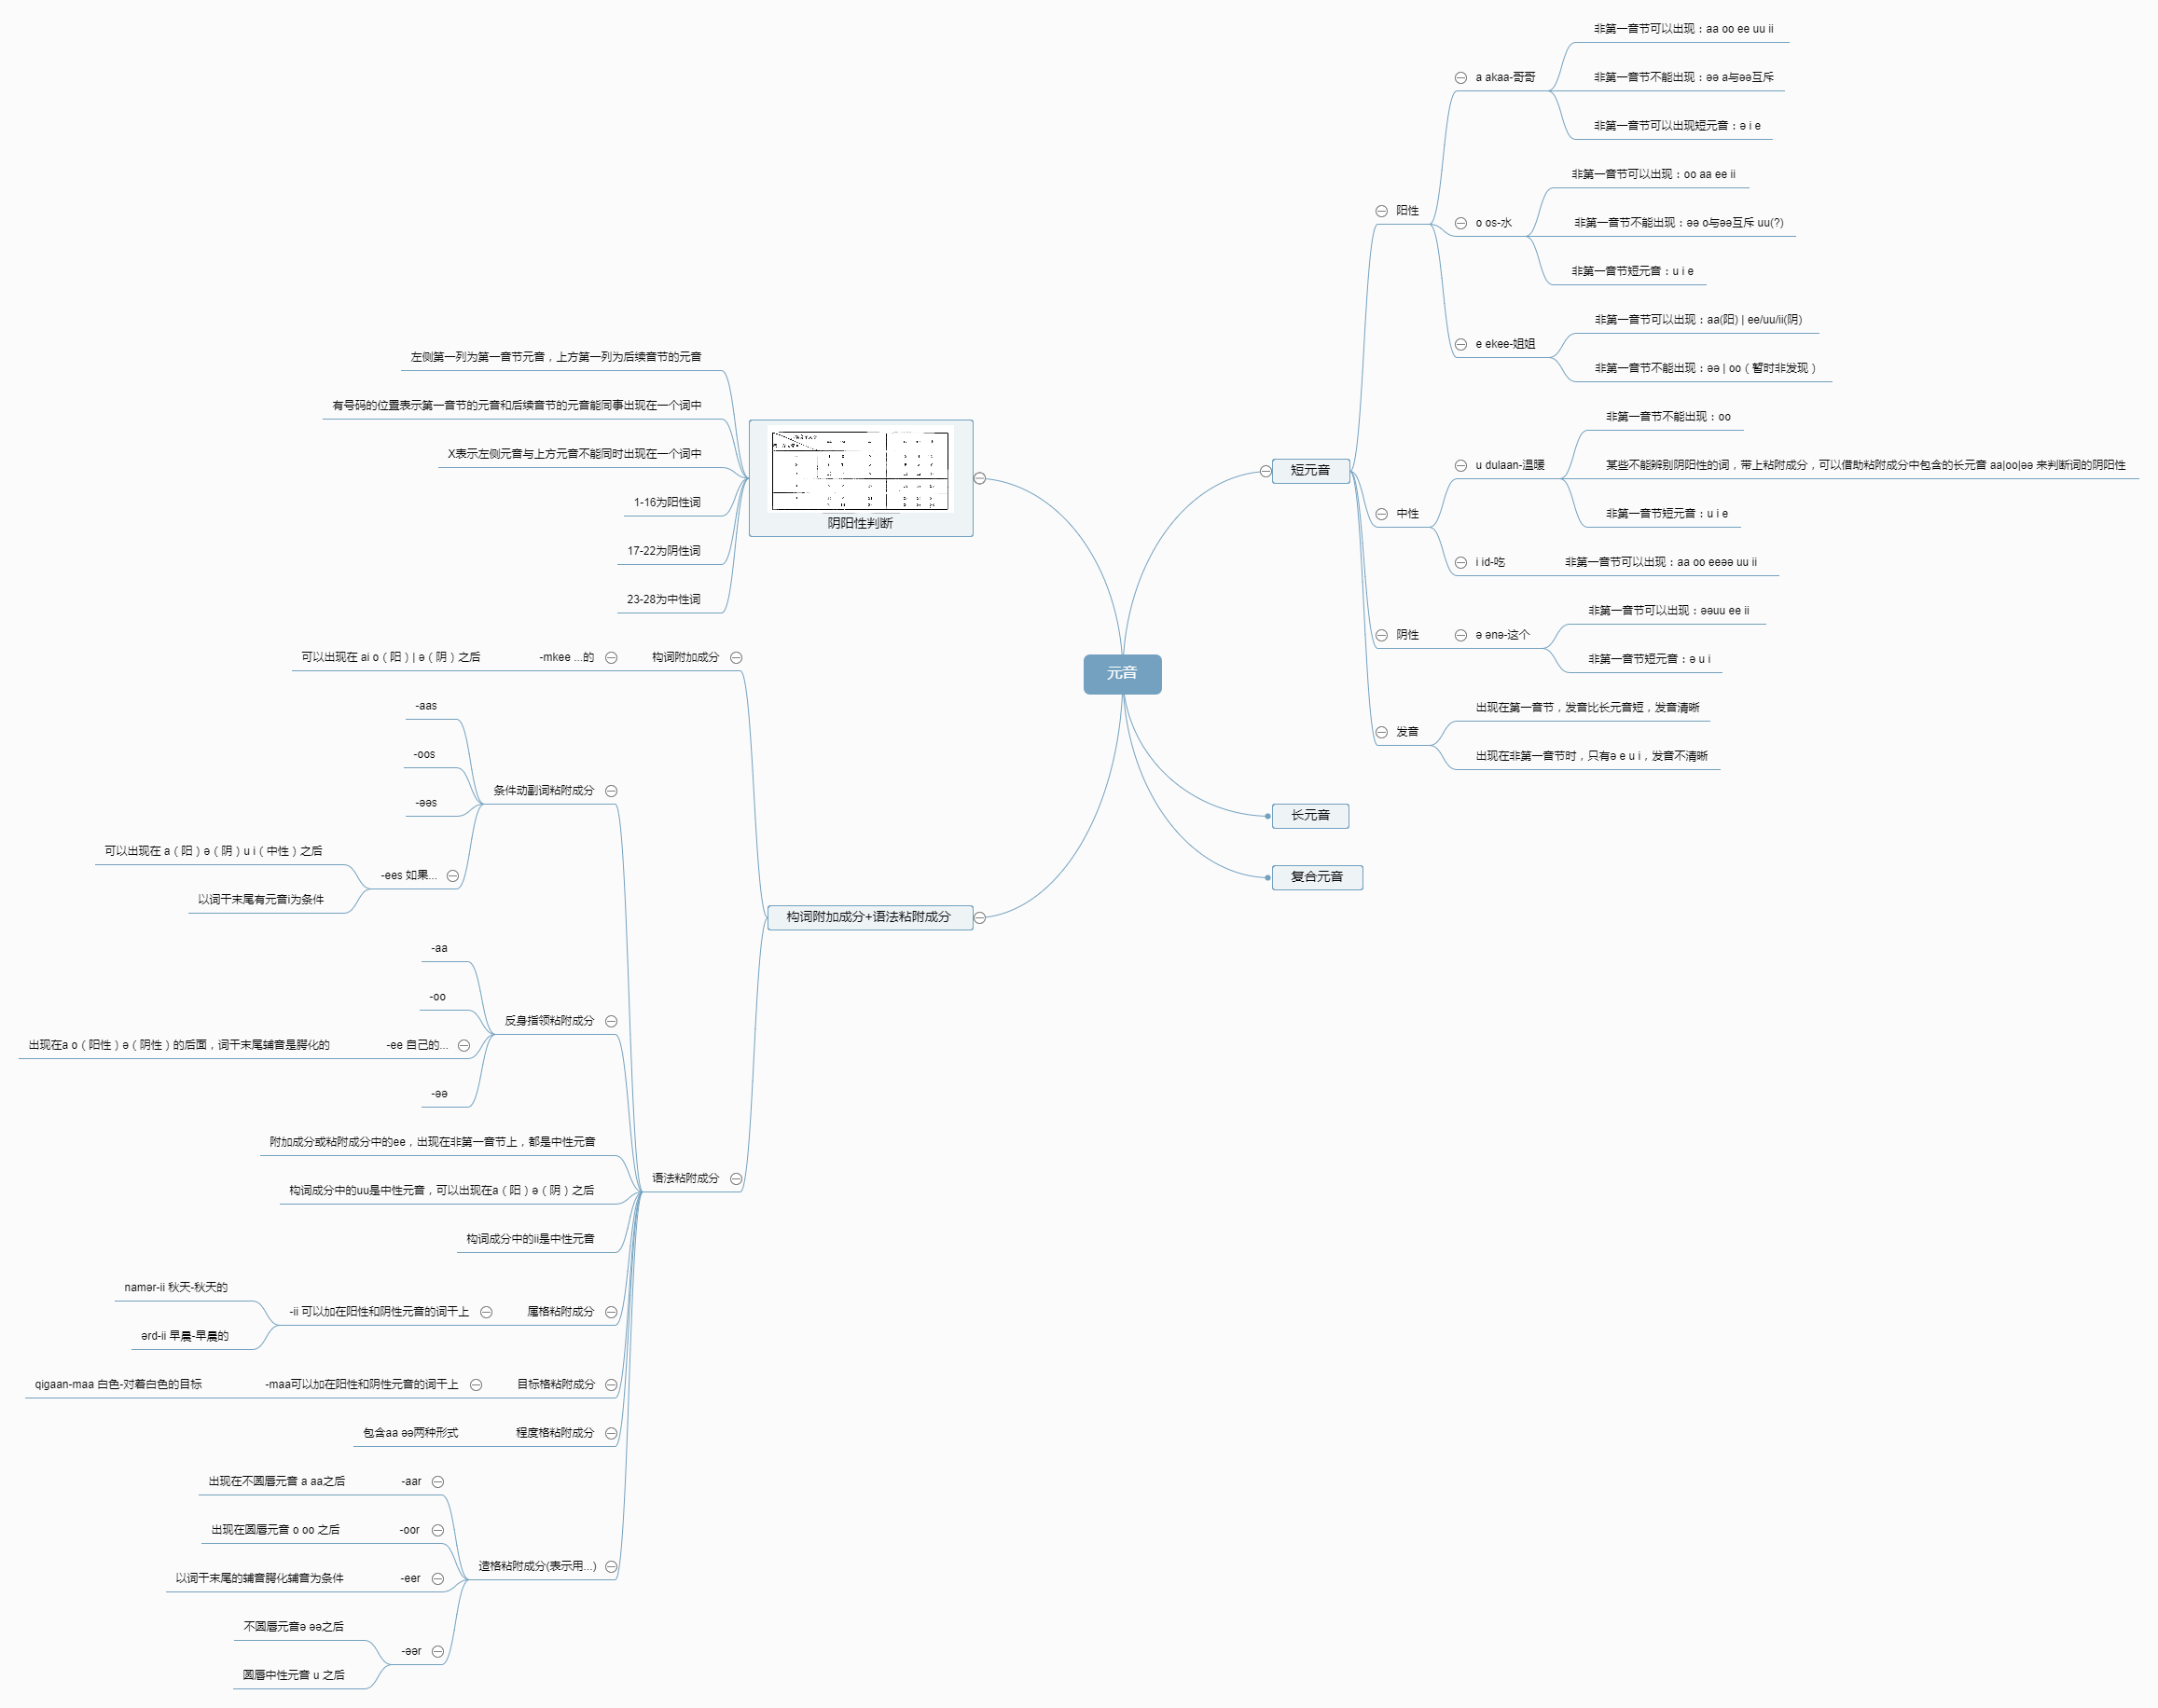 元音
短元音
阳性
a akaa-哥哥
非第一音节可以出现：aa oo ee uu ii
非第一音节不能出现：əə a与əə互斥
非第一音节可以出现短元音：ə i e
o os-水
非第一音节可以出现：oo aa ee ii
非第一音节不能出现：əə o与əə互斥 uu(?)
非第一音节短元音：u i e
e ekee-姐姐
非第一音节可以出现：aa(阳) | ee/uu/ii(阴)
非第一音节不能出现：əə | oo（暂时非发现）
中性
u dulaan-温暖
非第一音节不能出现：oo
某些不能辨别阴阳性的词，带上粘附成分，可以借助粘附成分中包含的长元音 aa|oo|əə 来判断词的阴阳性
非第一音节短元音：u i e
i id-吃
非第一音节可以出现：aa oo eeəə uu ii
阴性
ə ənə-这个
非第一音节可以出现：əəuu ee ii
非第一音节短元音：ə u i
发音
出现在第一音节，发音比长元音短，发音清晰
出现在非第一音节时，只有ə e u i，发音不清晰
长元音
复合元音
阴阳性判断
左侧第一列为第一音节元音，上方第一列为后续音节的元音
有号码的位置表示第一音节的元音和后续音节的元音能同事出现在一个词中
X表示左侧元音与上方元音不能同时出现在一个词中
1-16为阳性词
17-22为阴性词
23-28为中性词
构词附加成分+语法粘附成分
构词附加成分
-mkee ...的
可以出现在 ai o（阳）| ə（阴）之后
语法粘附成分
条件动副词粘附成分
-aas
-oos
-əəs
-ees 如果...
可以出现在 a（阳）ə（阴）u i（中性）之后
以词干末尾有元音i为条件
反身指领粘附成分
-aa
-oo
-ee 自己的...
出现在a o（阳性）ə（阴性）的后面，词干末尾辅音是腭化的
-əə
附加成分或粘附成分中的ee，出现在非第一音节上，都是中性元音
构词成分中的uu是中性元音，可以出现在a（阳）ə（阴）之后
构词成分中的ii是中性元音
属格粘附成分
-ii 可以加在阳性和阴性元音的词干上
namər-ii 秋天-秋天的
ərd-ii 早晨-早晨的
目标格粘附成分
-maa可以加在阳性和阴性元音的词干上
qigaan-maa 白色-对着白色的目标
程度格粘附成分
包含aa əə两种形式
造格粘附成分(表示用...)
-aar
出现在不圆唇元音 a aa之后
-oor
出现在圆唇元音 o oo 之后
-eer
以词干末尾的辅音腭化辅音为条件
-əər
不圆唇元音ə əə之后
圆唇中性元音 u 之后